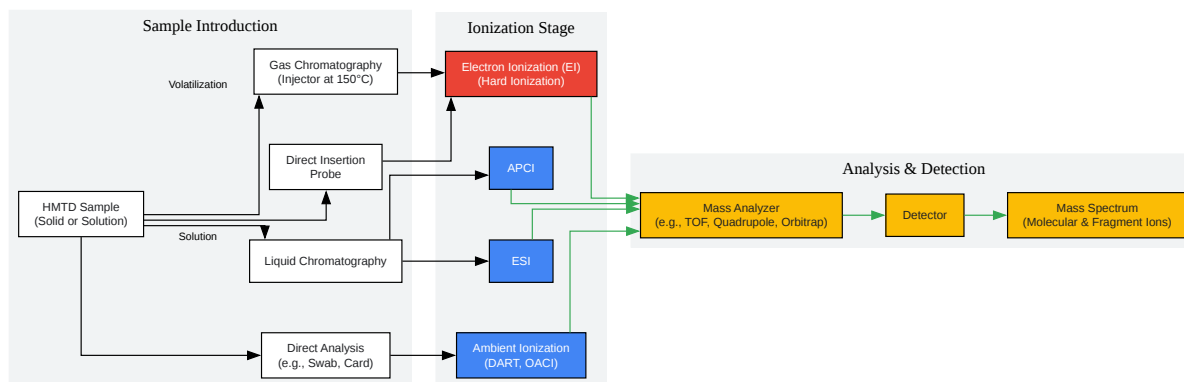 Sample Introduction
Ionization Stage
Gas Chromatography
(Injector at 150°C)
Electron Ionization (EI)
(Hard Ionization)
Volatilization
Direct Insertion
Probe
APCI
Analysis & Detection
HMTD Sample
(Solid or Solution)
Mass Analyzer
(e.g., TOF, Quadrupole, Orbitrap)
Detector
Mass Spectrum
(Molecular & Fragment Ions)
Solution
Liquid Chromatography
ESI
Direct Analysis
(e.g., Swab, Card)
Ambient Ionization
(DART, OACI)